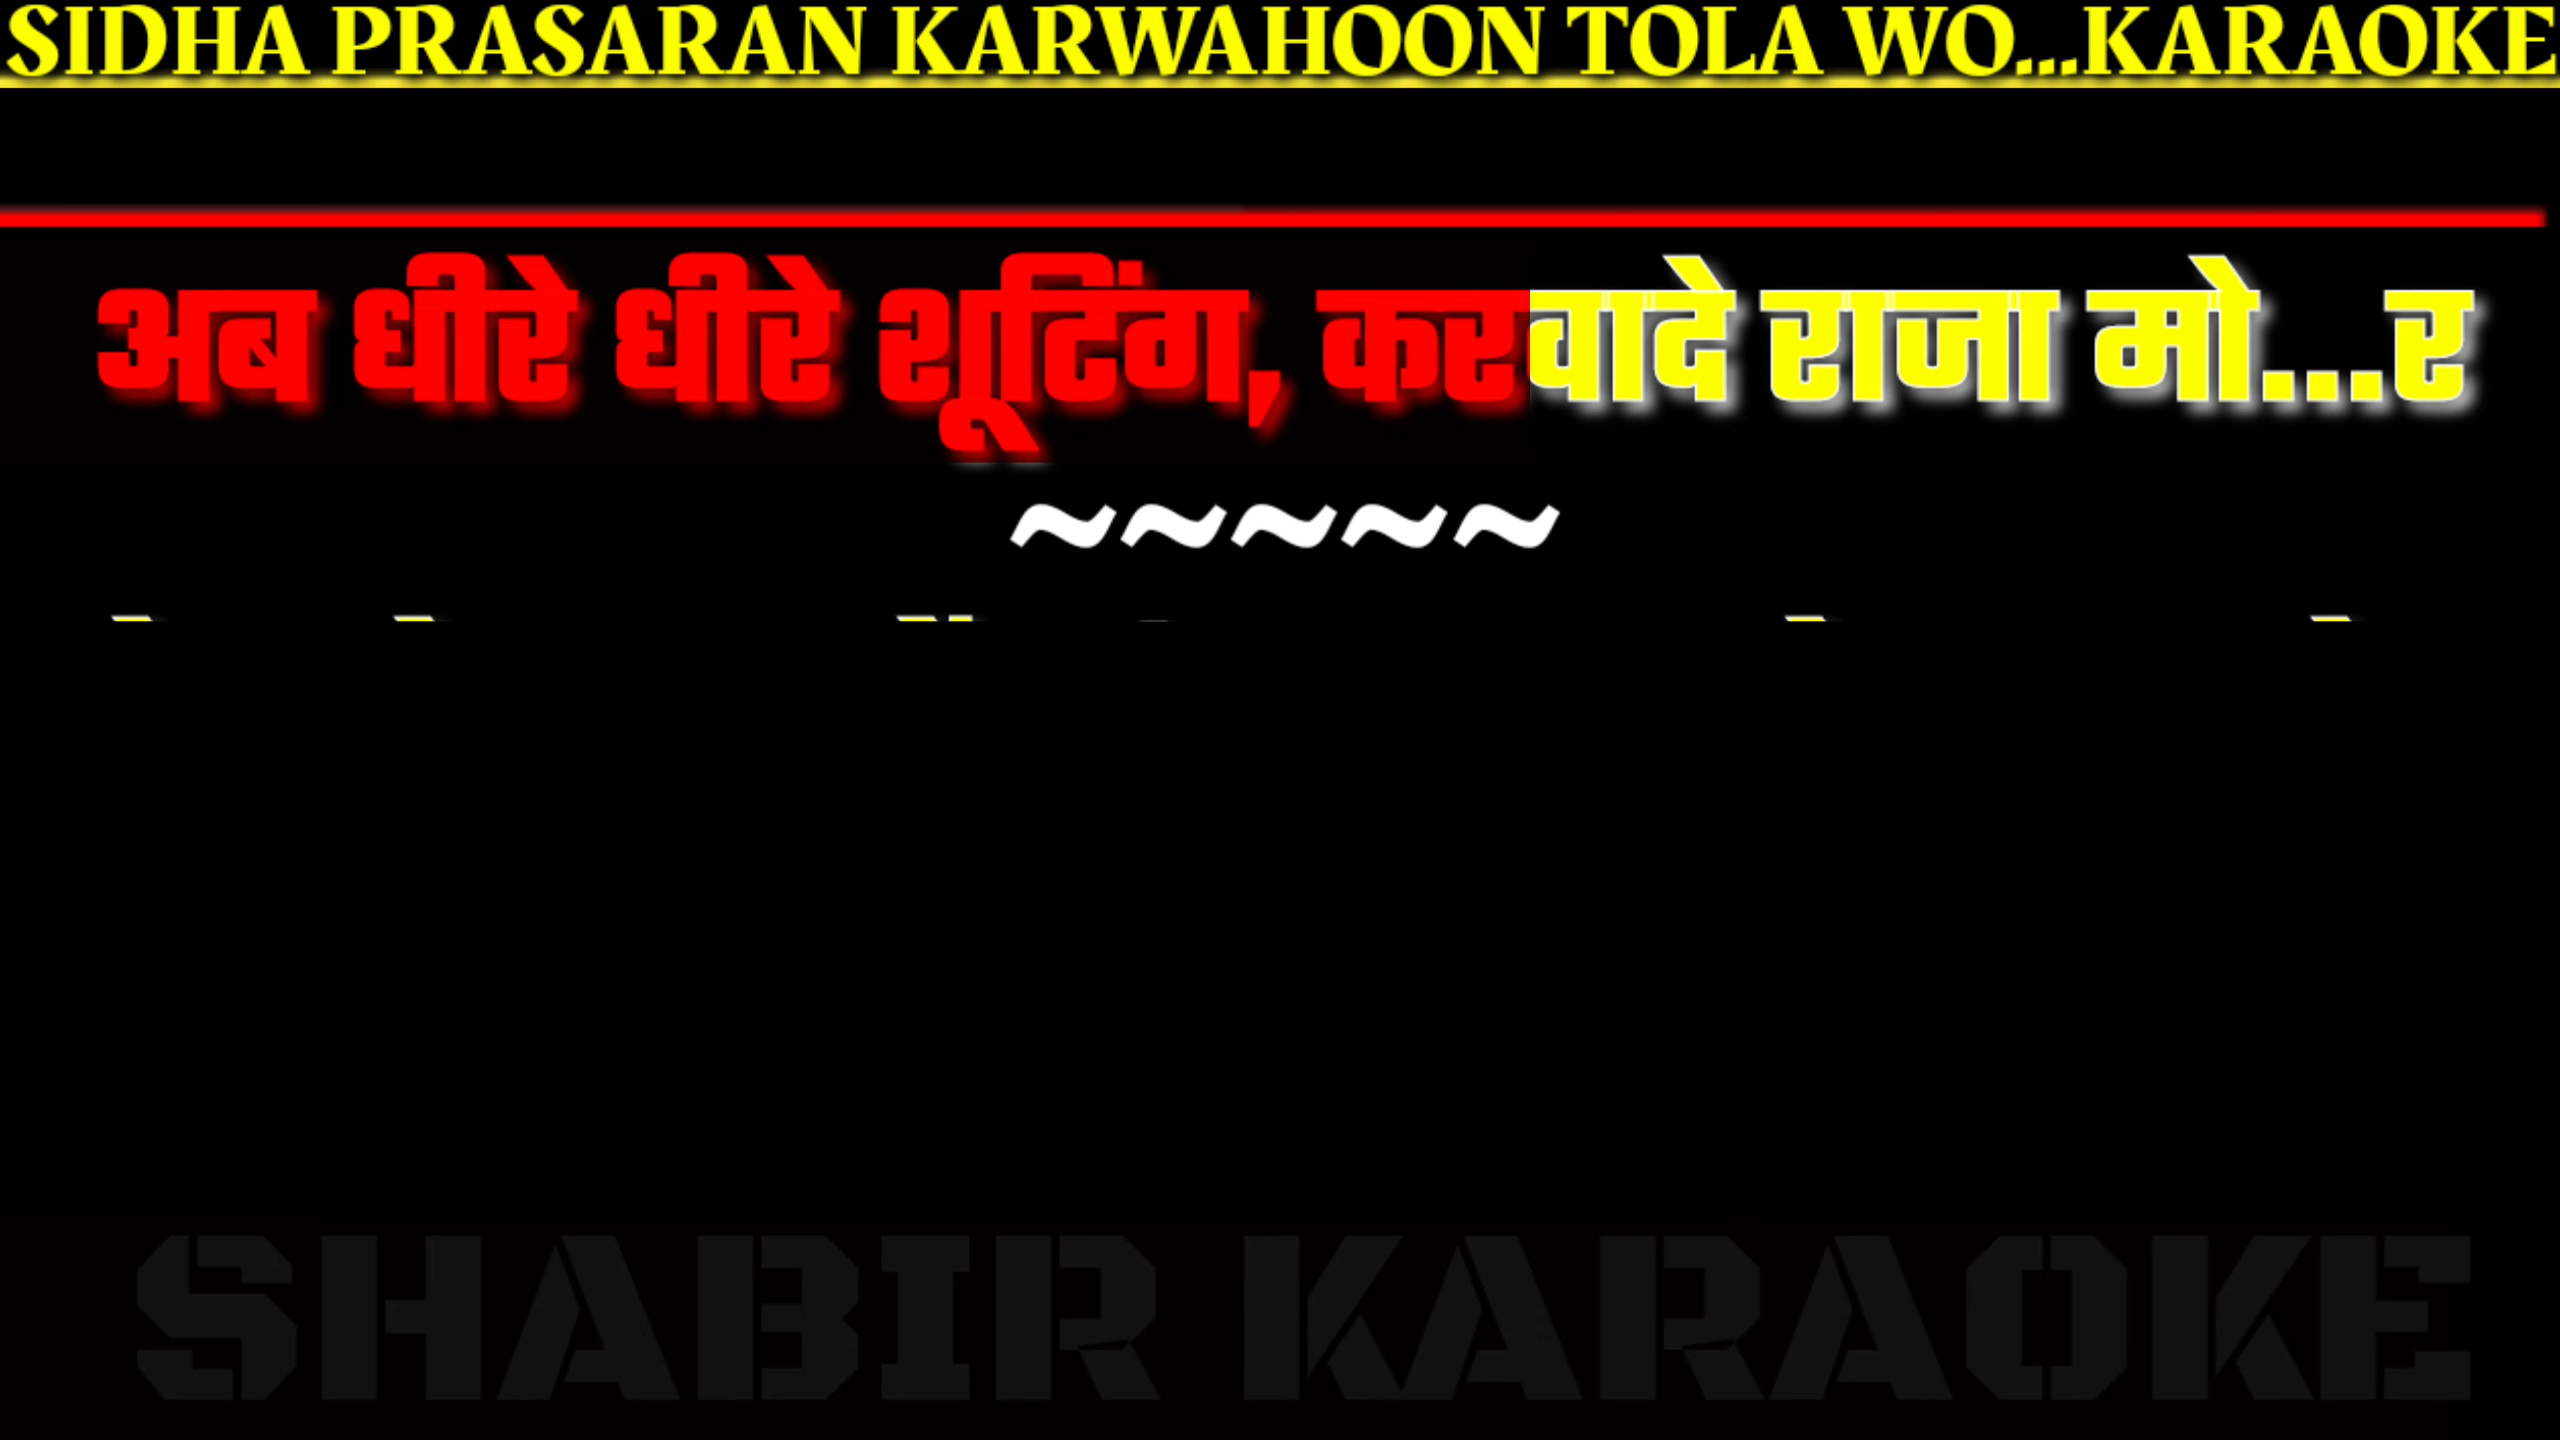 SIDHA PRASARAN KARWAHOON TOLA WO...KARAOKE
अब धीरे धीरे शूटिंग, करवादे राजा मो...र
~~~~~
SHABIR KARAOKE